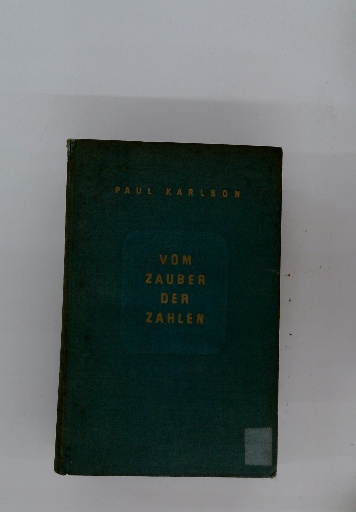 PAUL KARLSON
VOM
ZAUBER
DER
ZAHLEN